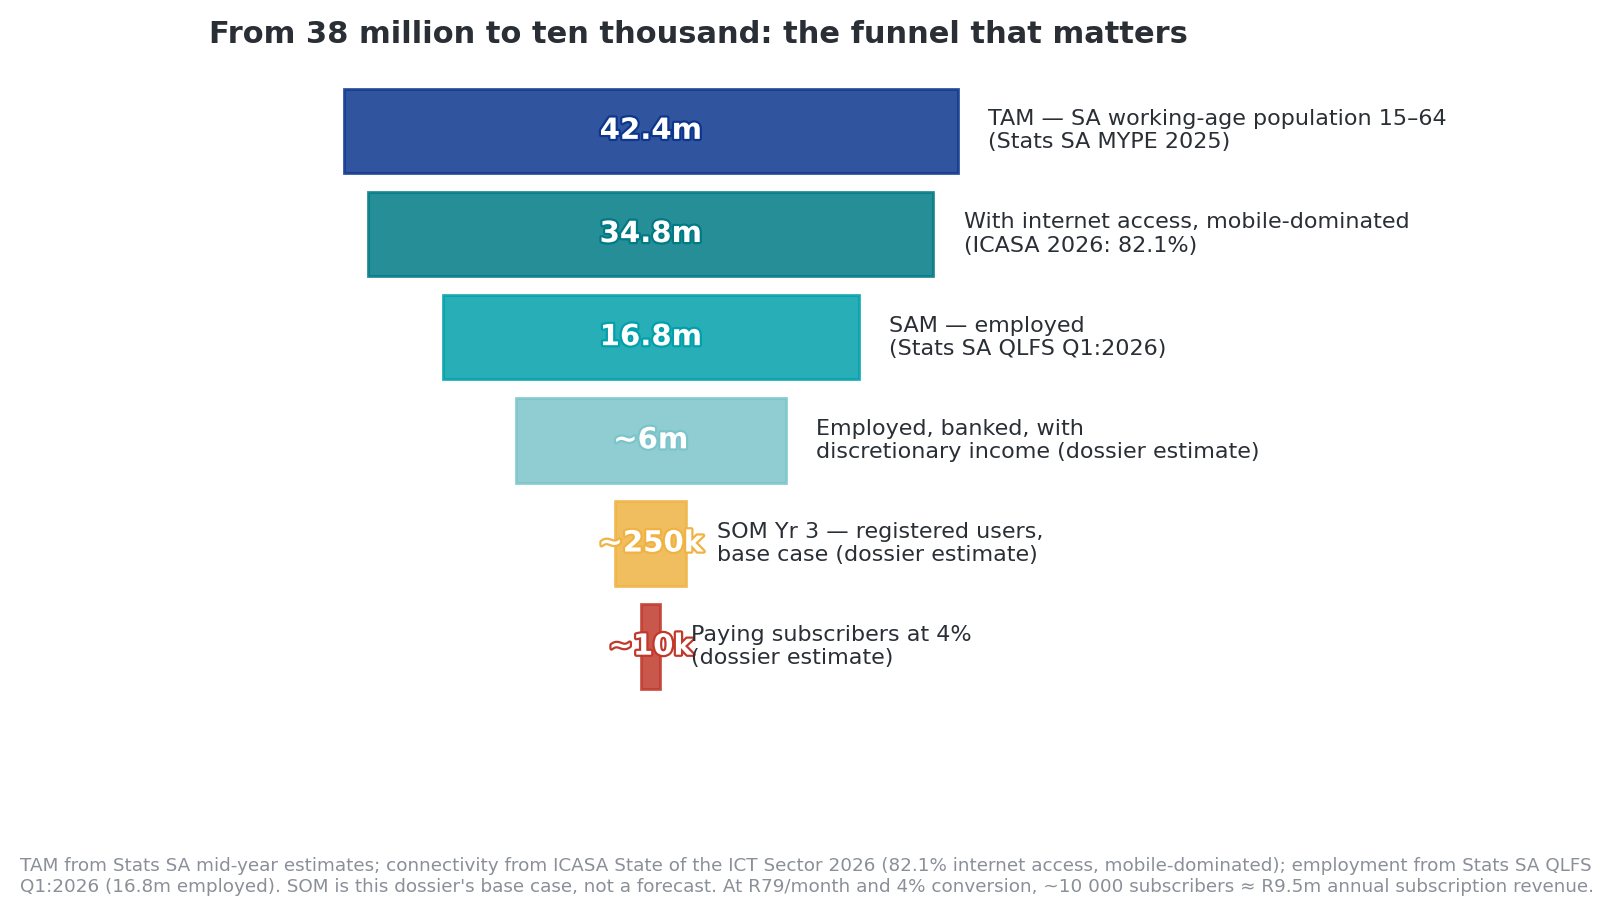 From 38 million to ten thousand: the funnel that matters
42.4m
TAM — SA working-age population 15–64
(Stats SA MYPE 2025)
34.8m
With internet access, mobile-dominated
(ICASA 2026: 82.1%)
16.8m
SAM — employed
(Stats SA QLFS Q1:2026)
~6m
Employed, banked, with
discretionary income (dossier estimate)
~250k
SOM Yr 3 — registered users,
base case (dossier estimate)
~10k
Paying subscribers at 4%
(dossier estimate)
TAM from Stats SA mid-year estimates; connectivity from ICASA State of the ICT Sector 2026 (82.1% internet access, mobile-dominated); employment from Stats SA QLFS
Q1:2026 (16.8m employed). SOM is this dossier's base case, not a forecast. At R79/month and 4% conversion, ~10 000 subscribers ≈ R9.5m annual subscription revenue.